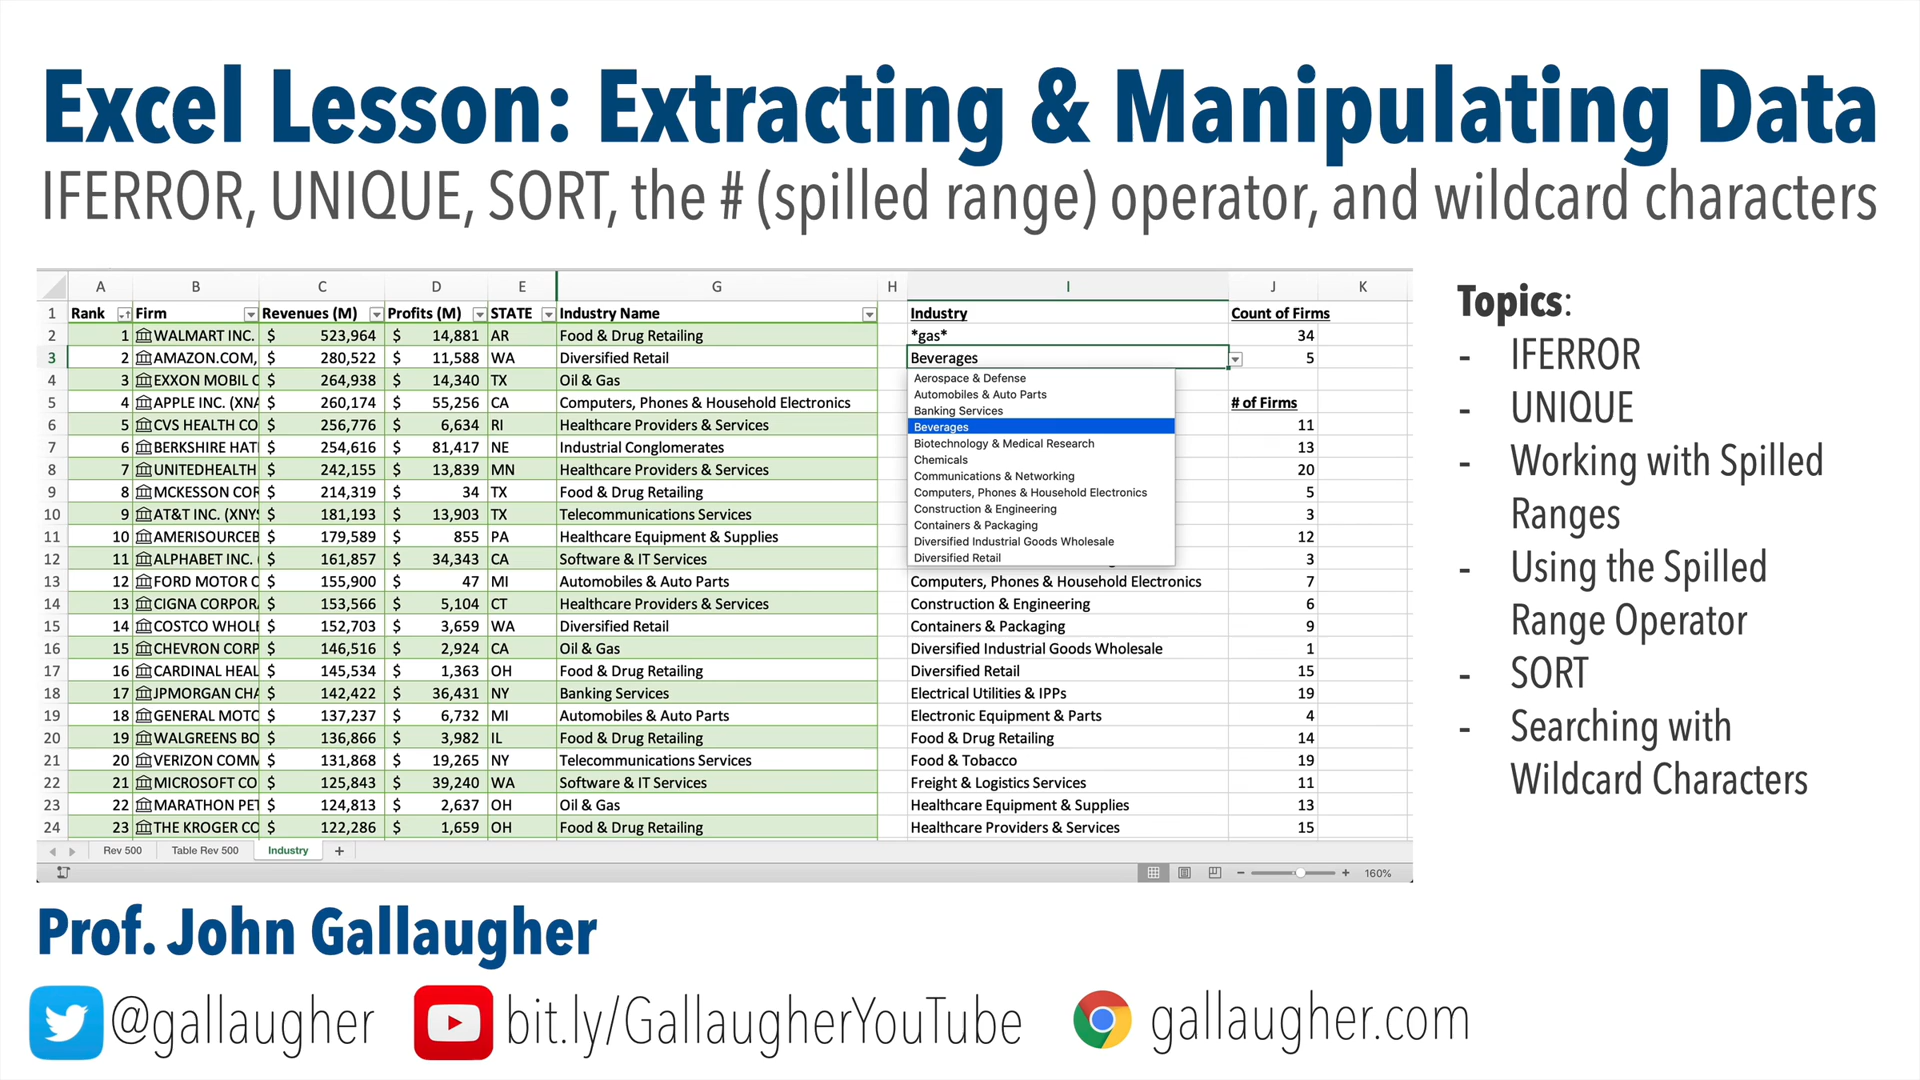 Excel Lesson: Extracting & Manipulating Data
IFERROR, UNIQUE, SORT, the # (spilled range) operator, and wildcard characters
A B C D E G H I J K
1 Rank Firm Revenues (M) Profits (M) STATE Industry Name Industry Count of Firms
2 1 WALMART INC. $ 523,964 $ 14,881 AR Food & Drug Retailing *gas* 34
3 2 AMAZON.COM, $ 280,522 $ 11,588 WA Diversified Retail Beverages 5
4 3 EXXON MOBIL C $ 264,938 $ 14,340 TX Oil & Gas
5 4 APPLE INC. (XNA $ 260,174 $ 55,256 CA Computers, Phones & Household Electronics # of Firms
6 5 CVS HEALTH CO $ 256,776 $ 6,634 RI Healthcare Providers & Services 11
7 6 BERKSHIRE HAT $ 254,616 $ 81,417 NE Industrial Conglomerates 13
8 7 UNITEDHEALTH $ 242,155 $ 13,839 MN Healthcare Providers & Services 20
9 8 MCKESSON COR $ 214,319 $ 34 TX Food & Drug Retailing 5
10 9 AT&T INC. (XNYS $ 181,193 $ 13,903 TX Telecommunications Services 3
11 10 AMERISOURCEB $ 179,589 $ 855 PA Healthcare Equipment & Supplies 12
12 11 ALPHABET INC. ( $ 161,857 $ 34,343 CA Software & IT Services 3
Aerospace & Defense
Automobiles & Auto Parts
Banking Services
Beverages
Biotechnology & Medical Research
Chemicals
Communications & Networking
Computers, Phones & Household Electronics
Construction & Engineering
Containers & Packaging
Diversified Industrial Goods Wholesale
Diversified Retail
13 12 FORD MOTOR C $ 155,900 $ 47 MI Automobiles & Auto Parts Computers, Phones & Household Electronics 7
14 13 CIGNA CORPORA $ 153,566 $ 5,104 CT Healthcare Providers & Services Construction & Engineering 6
15 14 COSTCO WHOLE $ 152,703 $ 3,659 WA Diversified Retail Containers & Packaging 9
16 15 CHEVRON CORP $ 146,516 $ 2,924 CA Oil & Gas Diversified Industrial Goods Wholesale 1
17 16 CARDINAL HEAL $ 145,534 $ 1,363 OH Food & Drug Retailing Diversified Retail 15
18 17 JPMORGAN CHA $ 142,422 $ 36,431 NY Banking Services Electrical Utilities & IPPs 19
19 18 GENERAL MOTO $ 137,237 $ 6,732 MI Automobiles & Auto Parts Electronic Equipment & Parts 4
20 19 WALGREENS BO $ 136,866 $ 3,982 IL Food & Drug Retailing Food & Drug Retailing 14
21 20 VERIZON COMM $ 131,868 $ 19,265 NY Telecommunications Services Food & Tobacco 19
22 21 MICROSOFT CO $ 125,843 $ 39,240 WA Software & IT Services Freight & Logistics Services 11
23 22 MARATHON PET $ 124,813 $ 2,637 OH Oil & Gas Healthcare Equipment & Supplies 13
24 23 THE KROGER CO $ 122,286 $ 1,659 OH Food & Drug Retailing Healthcare Providers & Services 15
Rev 500 Table Rev 500 Industry +
160%
Topics:
- IFERROR
- UNIQUE
- Working with Spilled
Ranges
- Using the Spilled
Range Operator
- SORT
- Searching with
Wildcard Characters
Prof. John Gallaugher
@gallaugher bit.ly/GallaugherYouTube gallaugher.com